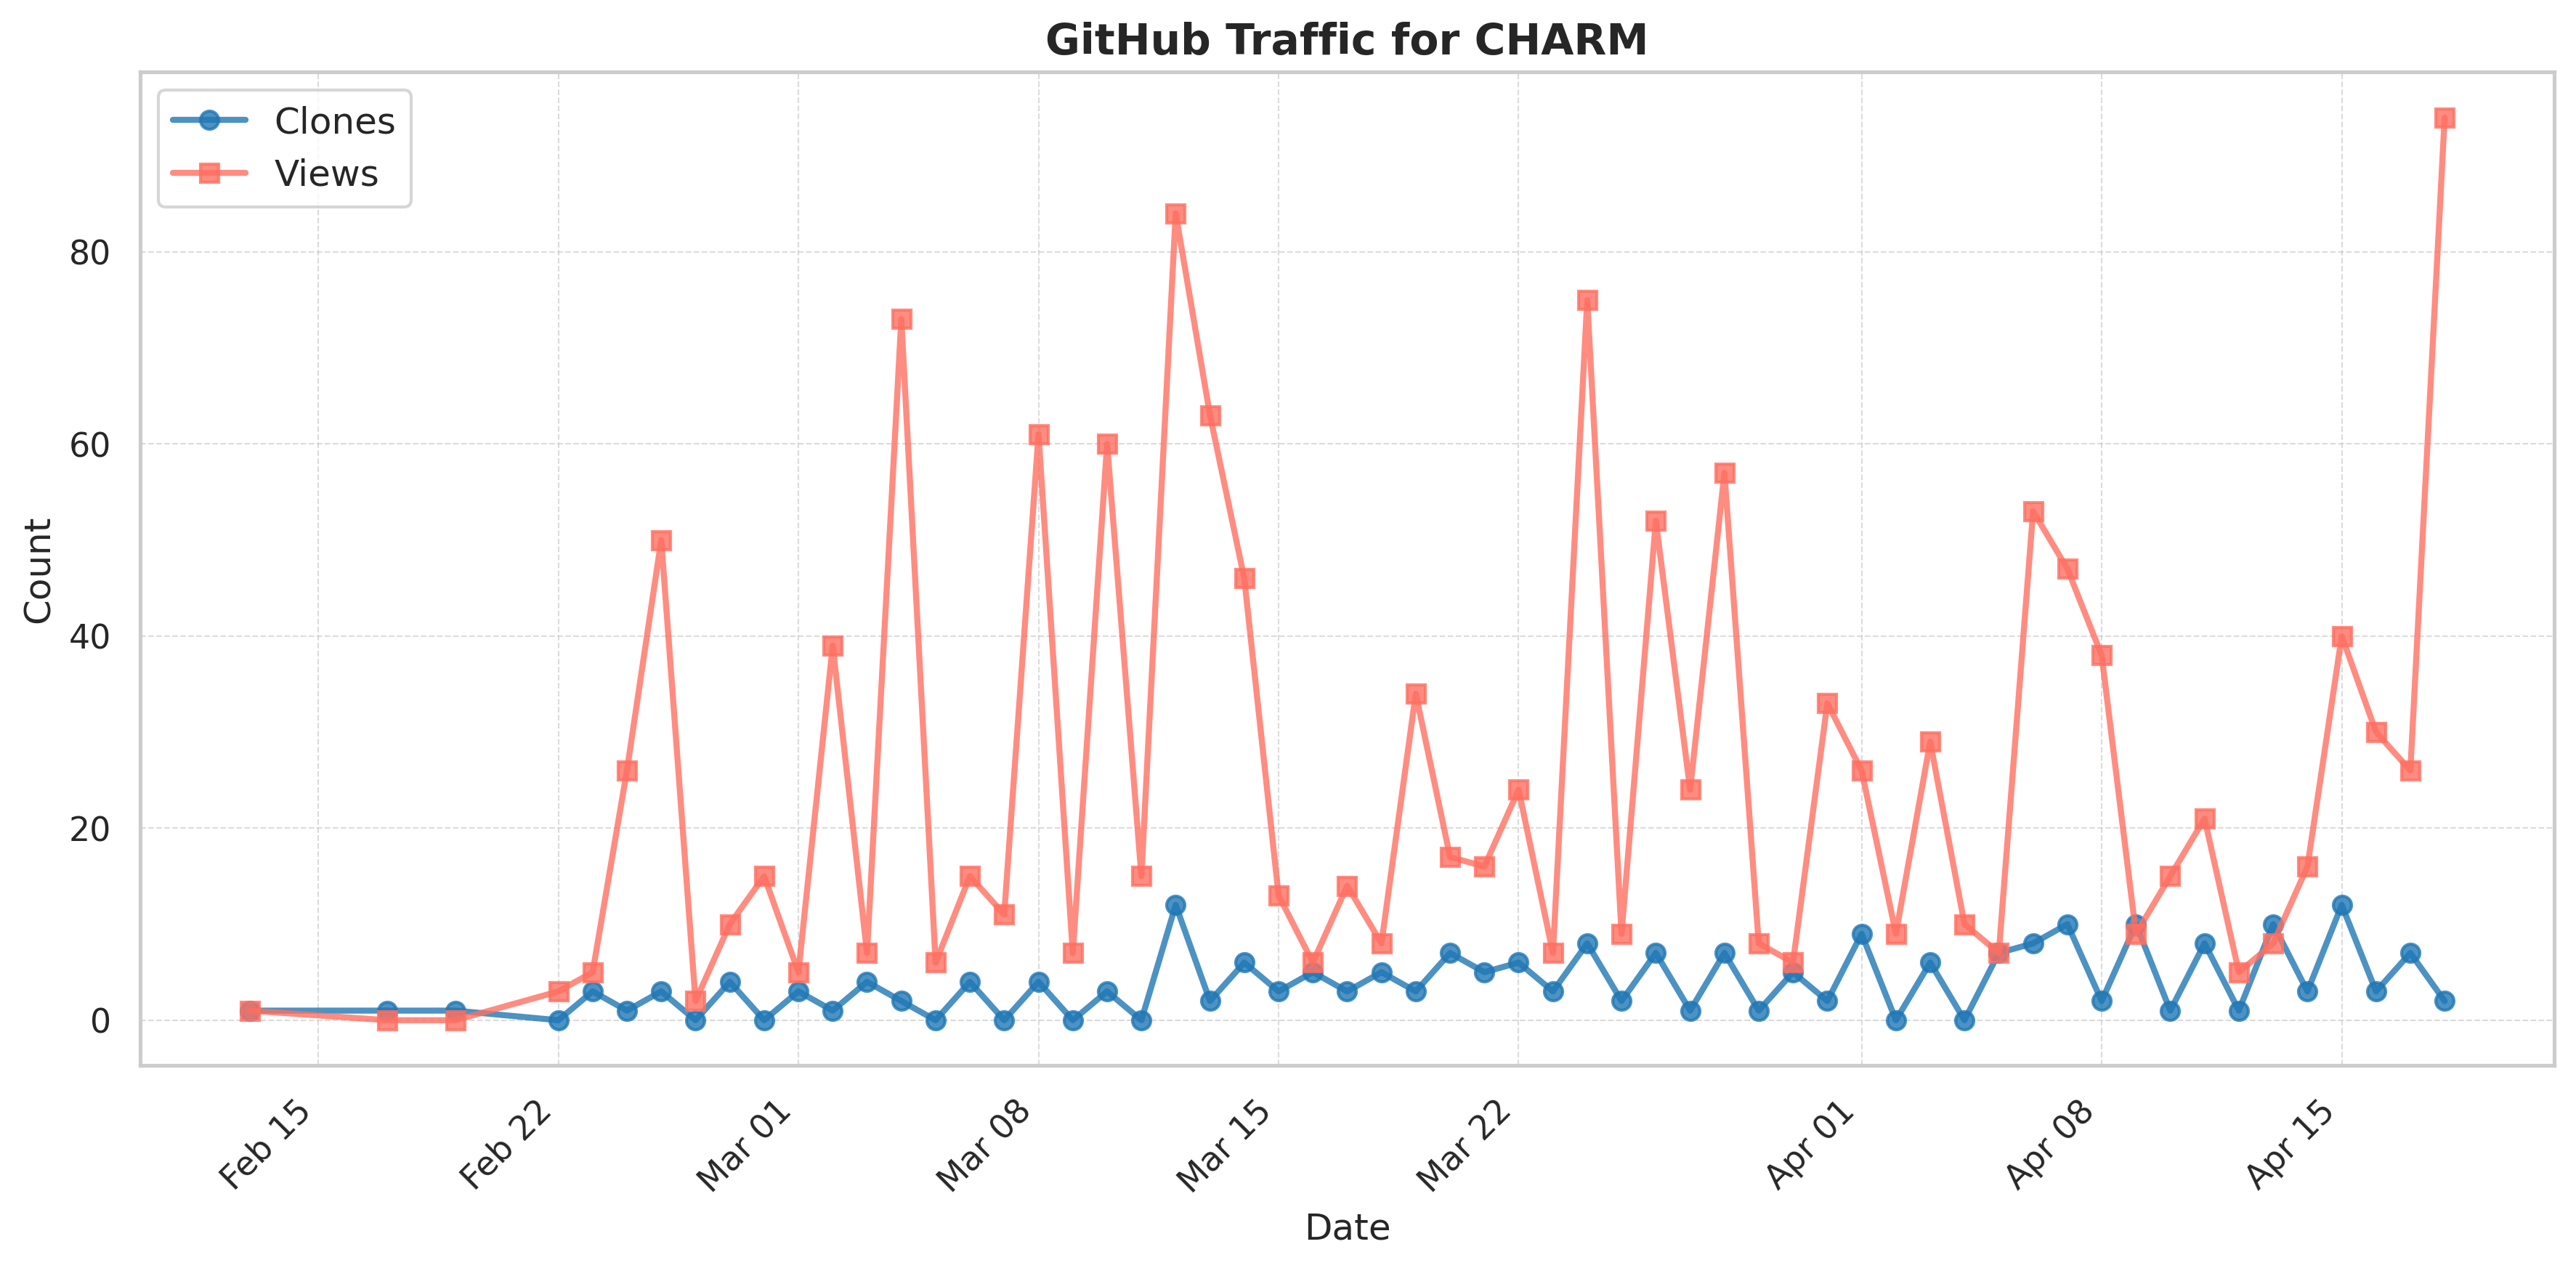 GitHub Traffic for CHARM
Clones
Views
80
60
40
20
0
Count
Feb 15
Feb 22
Mar 01
Mar 08
Mar 15
Mar 22
Apr 01
Apr 08
Apr 15
Date